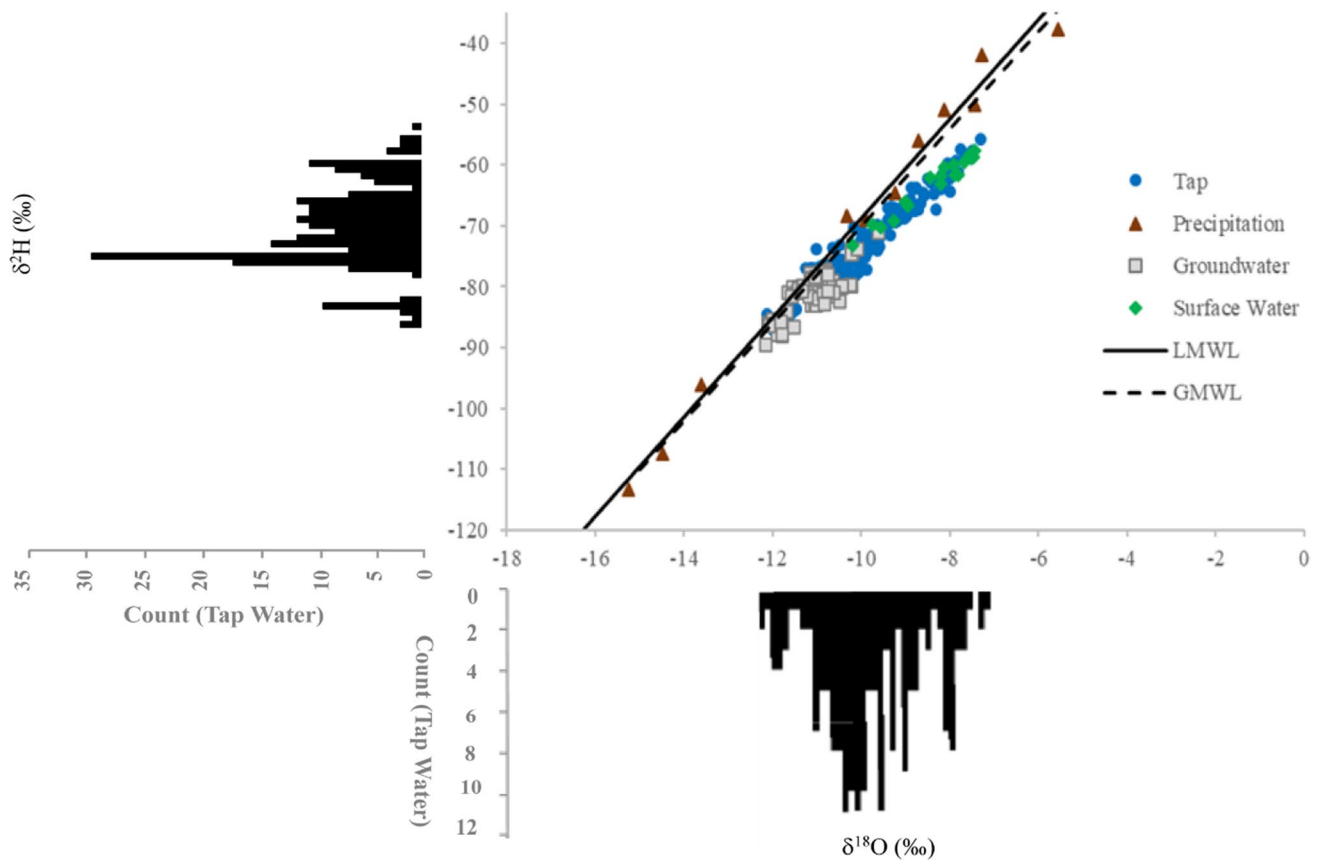 -40
-50
-60
-70
-80
-90
-100
-110
-120
-18 -16 -14 -12 -10 -8 -6 -4 -2 0
δ²H (‰)
Tap
Precipitation
Groundwater
Surface Water
LMWL
GMWL
35 30 25 20 15 10 5 0
Count (Tap Water)
0
2
4
6
8
10
12
Count (Tap Water)
δ¹⁸O (‰)